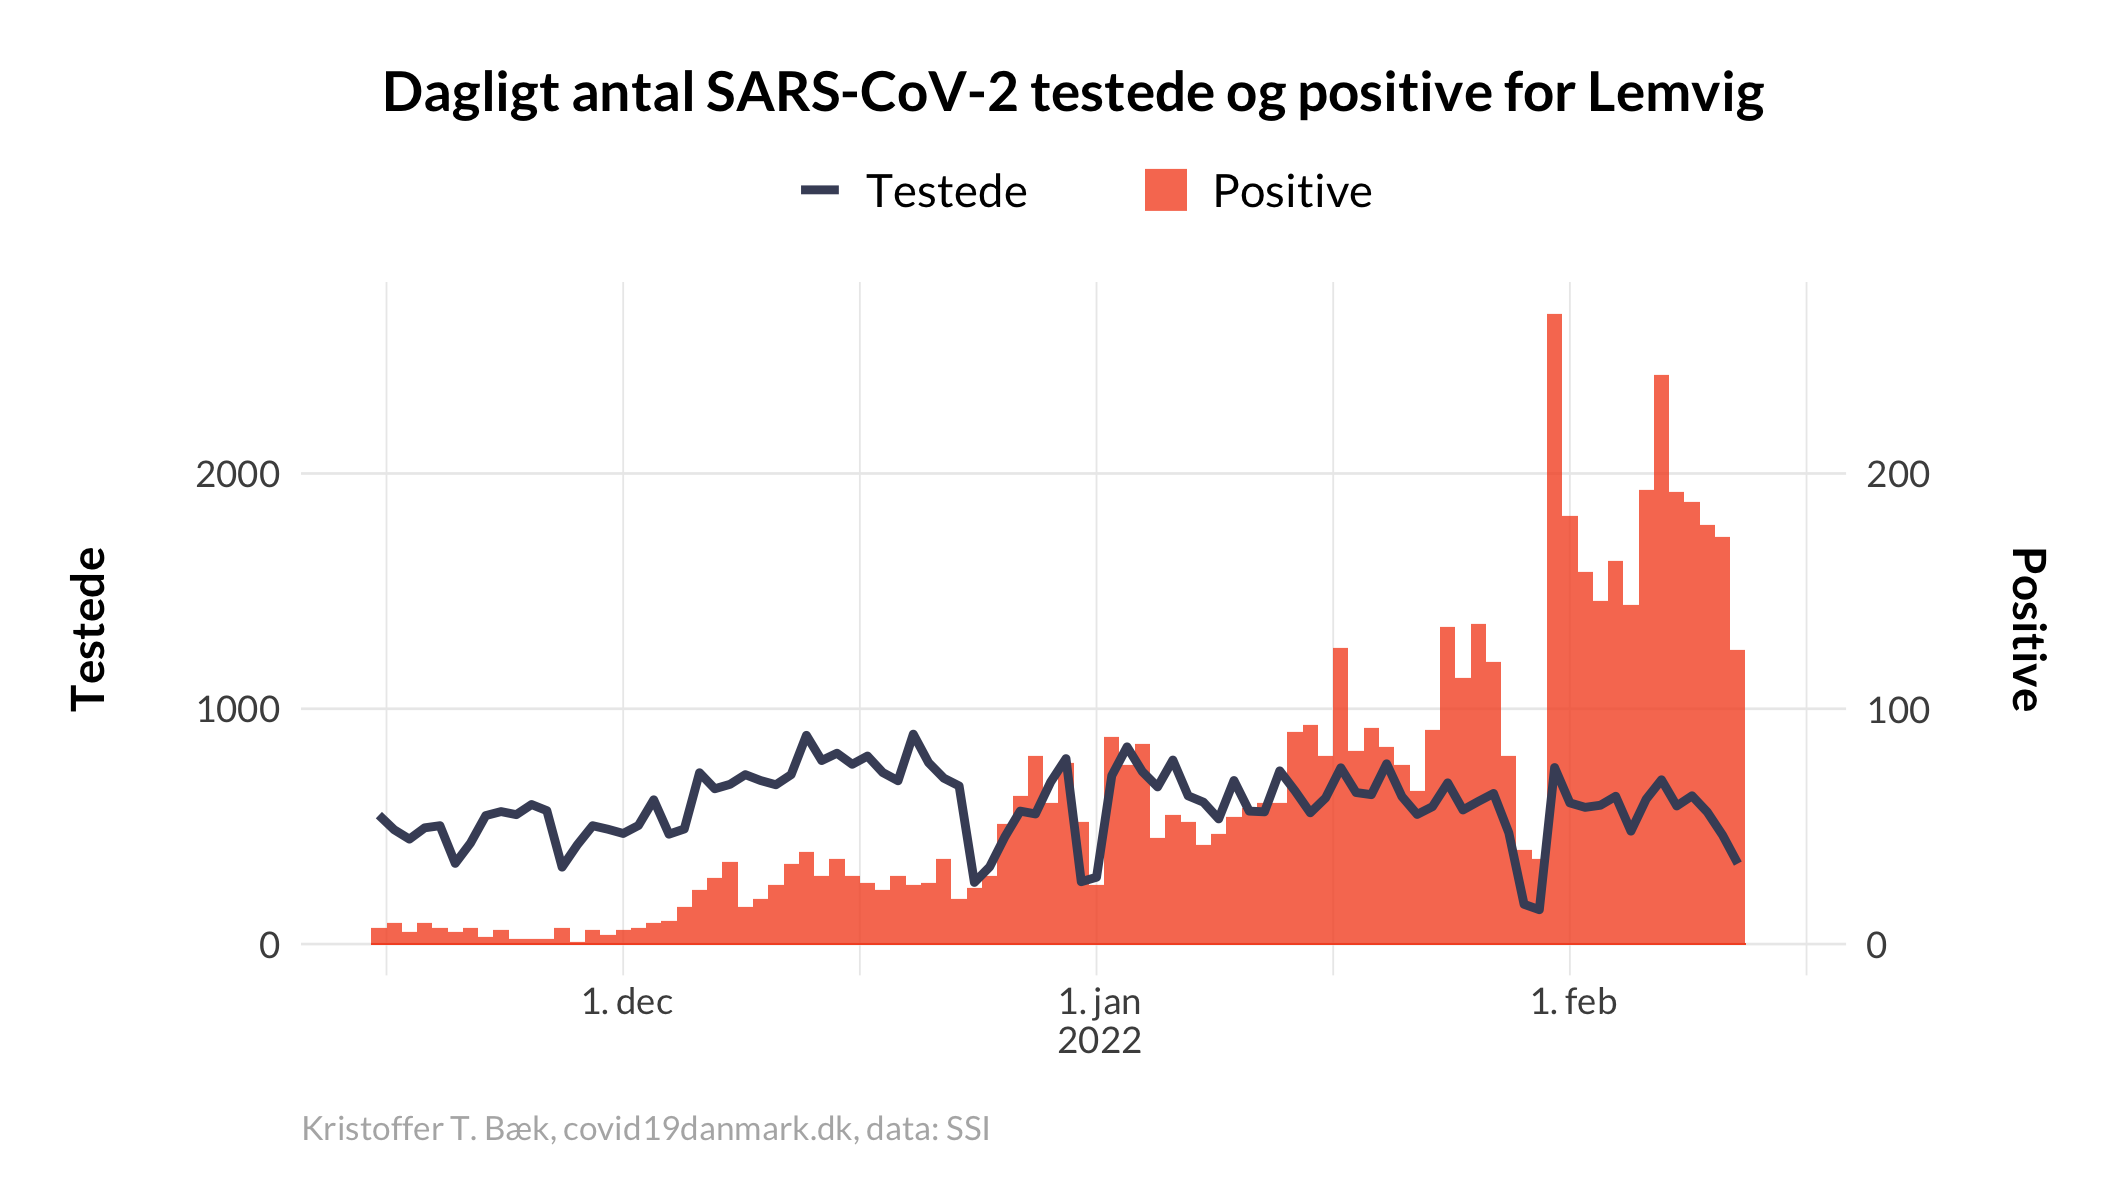 Dagligt antal SARS-CoV-2 testede og positive for Lemvig
Testede
Positive
2000
1000
0
Testede
200
100
0
Positive
1. dec
1. jan
2022
1. feb
Kristoffer T. Bæk, covid19danmark.dk, data: SSI